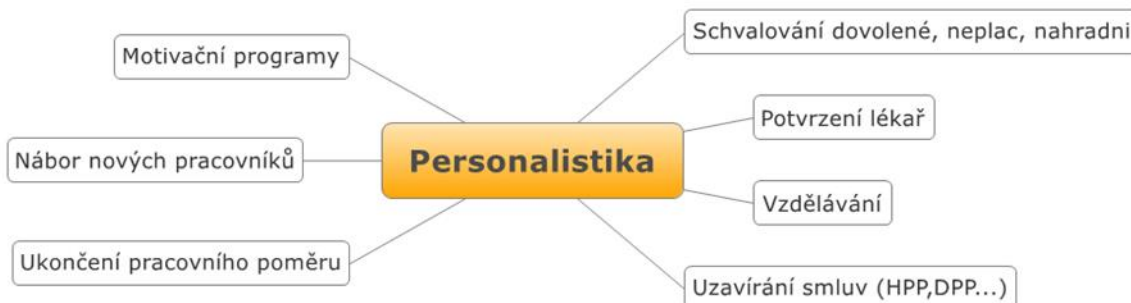 Motivační programy
Schvalování dovolené, neplac, nahradni
Potvrzení lékař
Nábor nových pracovníků
Personalistika
Vzdělávání
Ukončení pracovního poměru
Uzavírání smluv (HPP,DPP...)